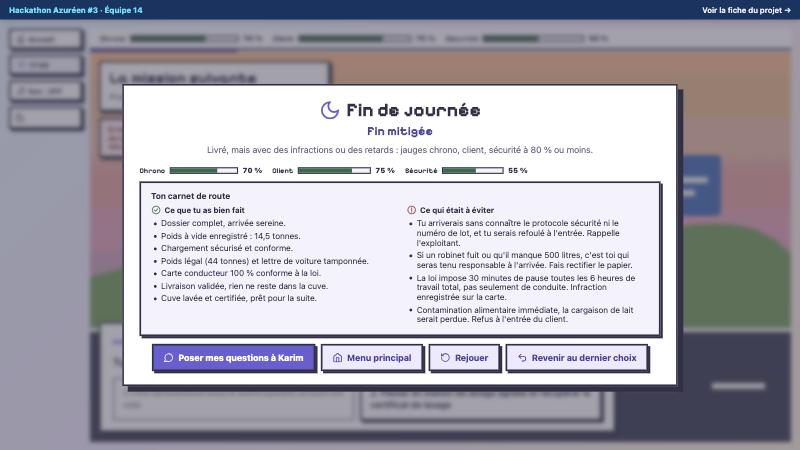 Hackathon Azuréen #3 · Équipe 14
Voir la fiche du projet →
La mission suivante
Fin de journée
Fin mitigée
Livré, mais avec des infractions ou des retards : jauges chrono, client, sécurité à 80 % ou moins.
Chrono 70 % Client 75 % Sécurité 55 %
Ton carnet de route
Ce que tu as bien fait
• Dossier complet, arrivée sereine.
• Poids à vide enregistré : 14,5 tonnes.
• Chargement sécurisé et conforme.
• Poids légal (44 tonnes) et lettre de voiture tamponnée.
• Carte conducteur 100 % conforme à la loi.
• Livraison validée, rien ne reste dans la cuve.
• Cuve lavée et certifiée, prêt pour la suite.
Ce qui était à éviter
• Tu arriverais sans connaître le protocole sécurité ni le
numéro de lot, et tu serais refoulé à l'entrée. Rappelle
l'exploitant.
• Si un robinet fuit ou qu'il manque 500 litres, c'est toi qui
seras tenu responsable à l'arrivée. Fais rectifier le papier.
• La loi impose 30 minutes de pause toutes les 6 heures de
travail total, pas seulement de conduite. Infraction
enregistrée sur la carte.
• Contamination alimentaire immédiate, la cargaison de lait
serait perdue. Refus à l'entrée du client.
Poser mes questions à Karim
Menu principal
Rejouer
Revenir au dernier choix